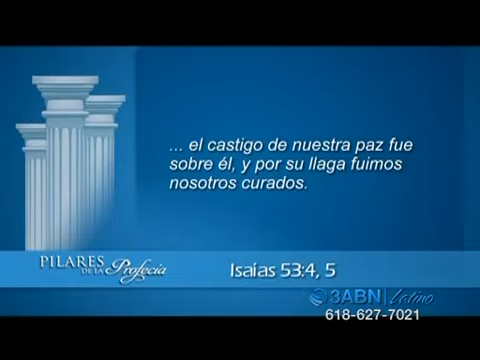 ... el castigo de nuestra paz fue
sobre él, y por su llaga fuimos
nosotros curados.
PILARES
DE LA Profecía
Isaías 53:4, 5
3ABN Latino
618-627-7021